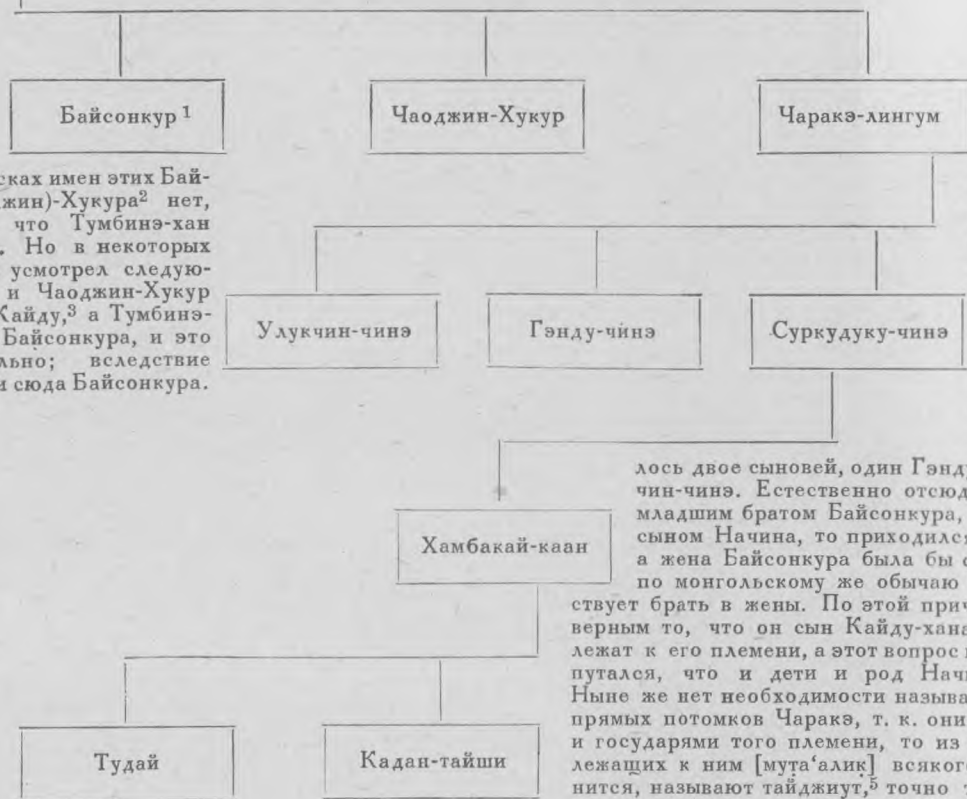 Байсонкур 1
Чаоджин-Хукур
Чаракэ-лингум
сках имен этих Бай-
жин)-Хукура² нет,
что Тумбинэ-хан
Но в некоторых
усмотрел следую-
и Чаоджин-Хукур
Кайду,³ а Тумбинэ-
Байсонкура, и это
льно; вследствие
и сюда Байсонкура.
Улукчин-чинэ
Гэнду-чинэ
Суркудуку-чинэ
Хамбакай-каан
лось двое сыновей, один Гэнд
чин-чинэ. Естественно отсюд
младшим братом Байсонкура,
сыном Начина, то приходился
а жена Байсонкура была бы с
по монгольскому же обычаю
ствует брать в жены. По этой прич
верным то, что он сын Кайду-хана
лежат к его племени, а этот вопрос
путался, что и дети и род Нач
Ныне же нет необходимости называ
прямых потомков Чаракэ, т. к. они
и государями того племени, то из
лежащих к ним [мута‘алик] всяког
нится, называют тайджиут,⁵ точно т
Тудай
Кадан-тайши